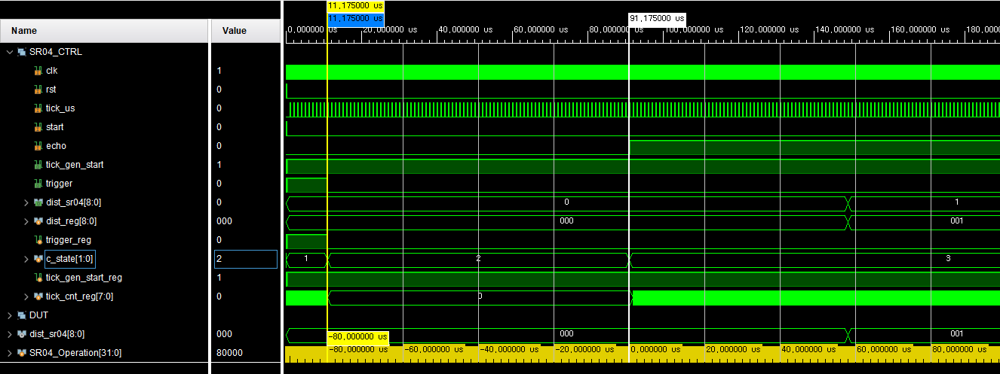 11,175000 us
11,175000 us
91,175000 us
Name Value
0,000000 us 20,000000 us 40,000000 us 60,000000 us 80,000000 us 100,000000 us 120,000000 us 140,000000 us 160,000000 us 180,00000
SR04_CTRL
clk 1
rst 0
tick_us 0
start 0
echo 0
tick_gen_start 1
trigger 0
dist_sr04[8:0] 0 0 1
dist_reg[8:0] 000 000 001
trigger_reg 0
c_state[1:0] 2 1 2 3
tick_gen_start_reg 1
tick_cnt_reg[7:0] 0 0
DUT
dist_sr04[8:0] 000 000 001
-80,000000 us
SR04_Operation[31:0] 80000
-80,000000 us -60,000000 us -40,000000 us -20,000000 us 0,000000 us 20,000000 us 40,000000 us 60,000000 us 80,000000 us